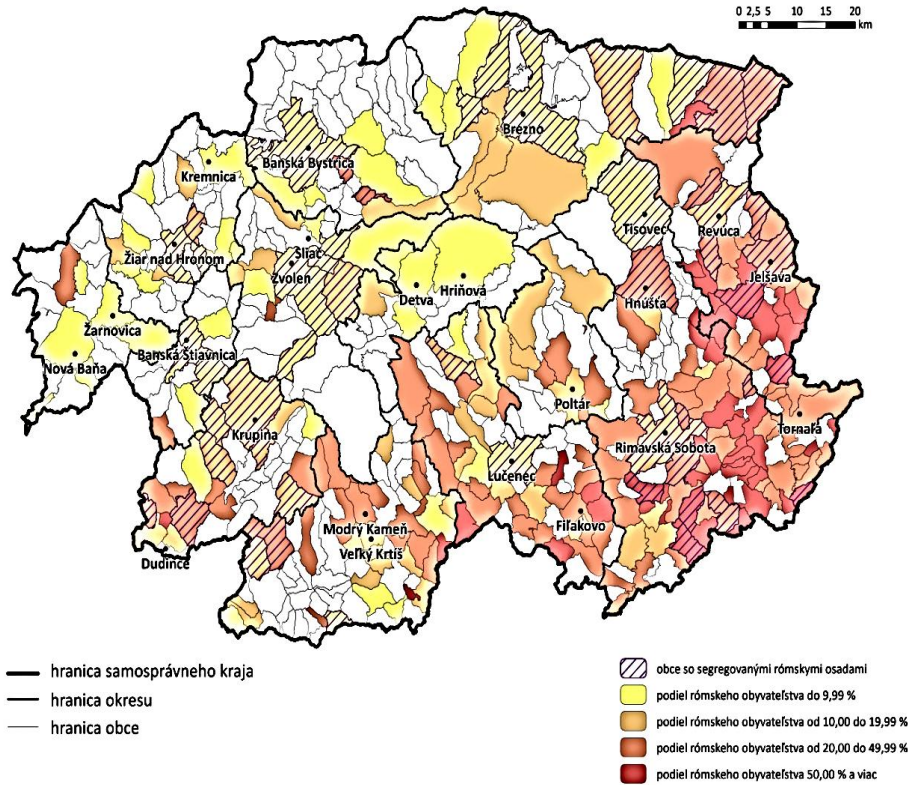 0 2,5 5 10 15 20
km
Brezno
Banská Bystrica
Kremnica
Tisovec
Revúca
Žiar nad Hronom
Sliač
Zvolen
Jelšava
Detva
Hriňová
Hnúšťa
Žarnovica
Banská Štiavnica
Nová Baňa
Poltár
Tornaľa
Krupina
Rimavská Sobota
Lučenec
Modrý Kameň
Fiľakovo
Veľký Krtíš
Dudince
hranica samosprávneho kraja
hranica okresu
hranica obce
obce so segregovanými rómskymi osadami
podiel rómskeho obyvateľstva do 9,99 %
podiel rómskeho obyvateľstva od 10,00 do 19,99 %
podiel rómskeho obyvateľstva od 20,00 do 49,99 %
podiel rómskeho obyvateľstva 50,00 % a viac